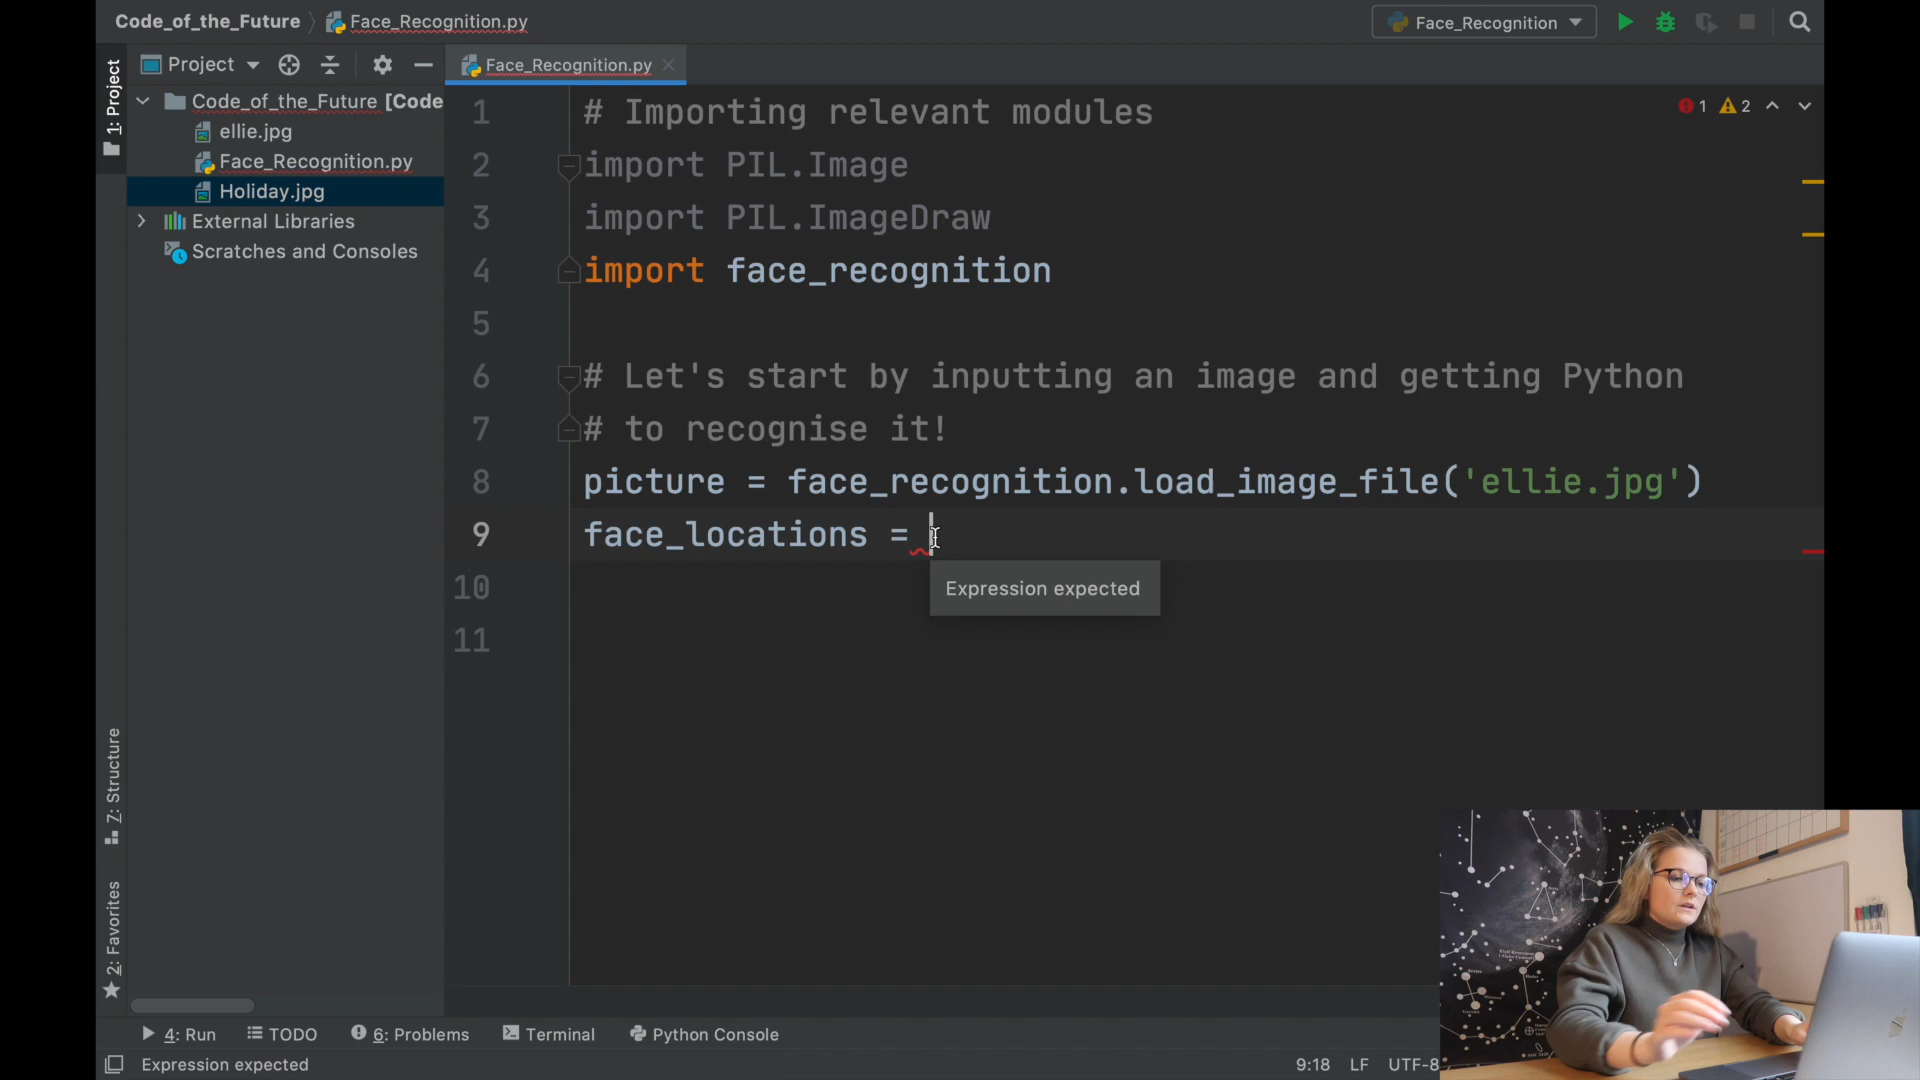 Code_of_the_Future
Face_Recognition.py
Face_Recognition
1: Project
Project
Face_Recognition.py
Code_of_the_Future [Code
ellie.jpg
Face_Recognition.py
Holiday.jpg
External Libraries
Scratches and Consoles
1 2
1 # Importing relevant modules
2 import PIL.Image
3 import PIL.ImageDraw
4 import face_recognition
5
6 # Let's start by inputting an image and getting Python
7 # to recognise it!
8 picture = face_recognition.load_image_file('ellie.jpg')
9 face_locations =
Expression expected
10
11
7: Structure
2: Favorites
4: Run
TODO
6: Problems
Terminal
Python Console
Expression expected
9:18
LF
UTF-8